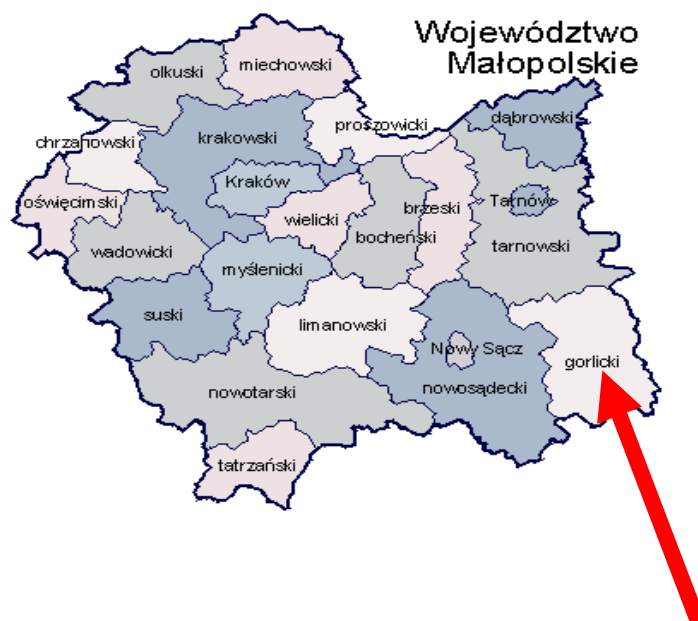 Województwo
Małopolskie
olkuski
miechowski
dąbrowski
proszowicki
krakowski
chrzanowski
Kraków
Tarnów
oświęcimski
brzeski
wielicki
bocheński
tarnowski
wadowicki
myślenicki
suski
limanowski
Nowy Sącz
gorlicki
nowosądecki
nowotarski
tatrzański